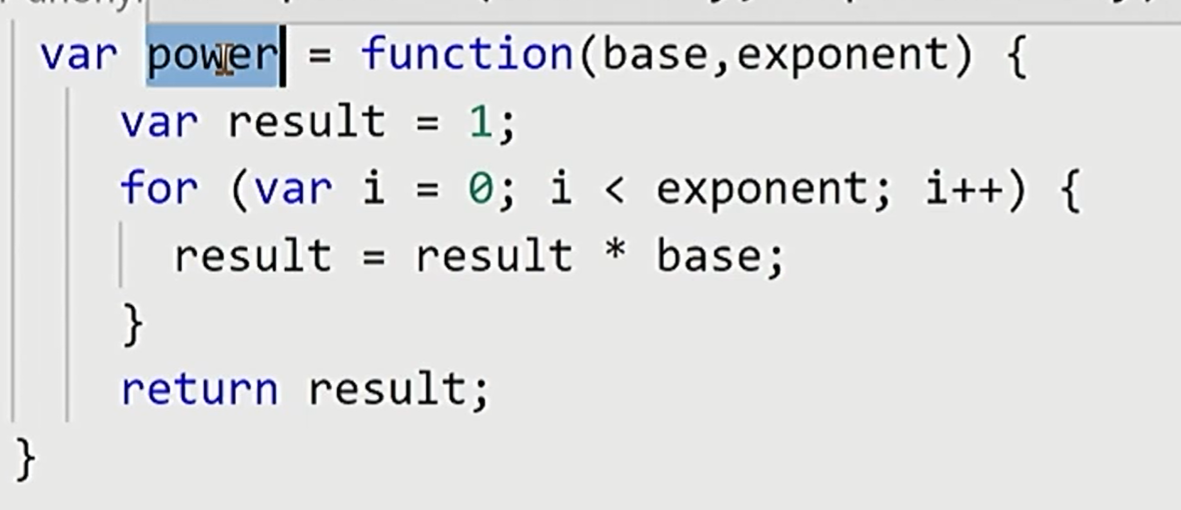 var power = function(base,exponent) {
var result = 1;
for (var i = 0; i < exponent; i++) {
result = result * base;
}
return result;
}